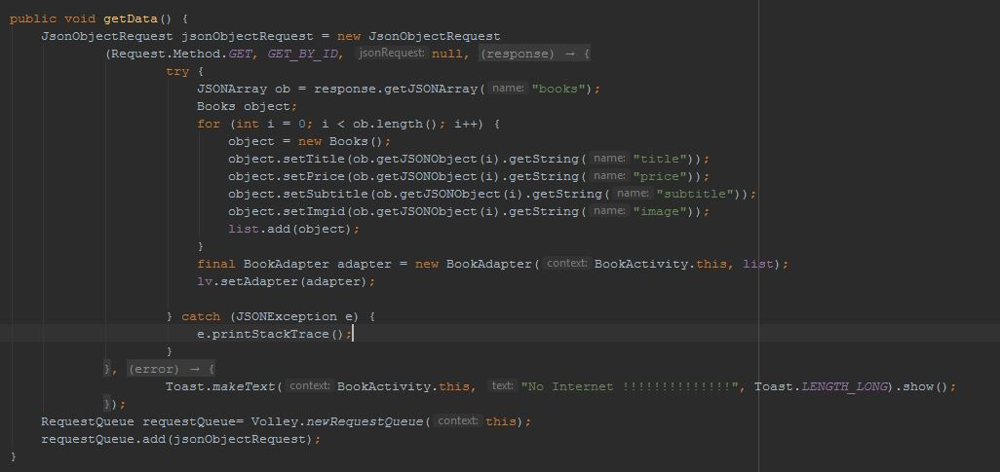 public void getData() {
JsonObjectRequest jsonObjectRequest = new JsonObjectRequest
(Request.Method.GET, GET_BY_ID, jsonRequest: null, (response) → {
try {
JSONArray ob = response.getJSONArray( name: "books");
Books object;
for (int i = 0; i < ob.length(); i++) {
object = new Books();
object.setTitle(ob.getJSONObject(i).getString( name: "title"));
object.setPrice(ob.getJSONObject(i).getString( name: "price"));
object.setSubtitle(ob.getJSONObject(i).getString( name: "subtitle"));
object.setImgid(ob.getJSONObject(i).getString( name: "image"));
list.add(object);
}
final BookAdapter adapter = new BookAdapter( context: BookActivity.this, list);
lv.setAdapter(adapter);
} catch (JSONException e) {
e.printStackTrace();
}
}, (error) → {
Toast.makeText( context: BookActivity.this, text: "No Internet !!!!!!!!!!!!!!", Toast.LENGTH_LONG).show();
});
RequestQueue requestQueue= Volley.newRequestQueue( context: this);
requestQueue.add(jsonObjectRequest);
}